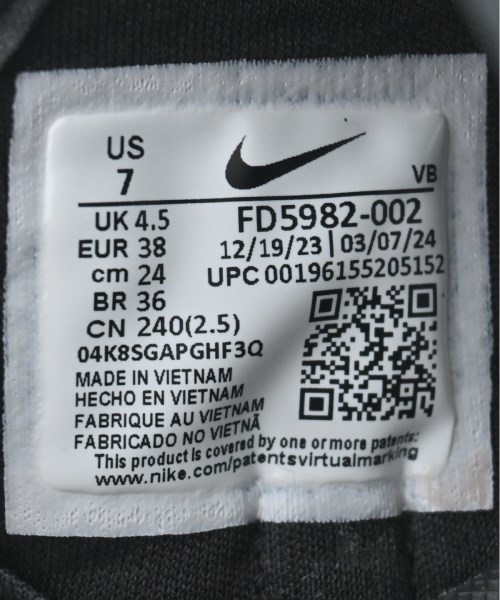 US
7
VB
UK 4.5
FD5982-002
EUR 38
12/19/23 | 03/07/24
cm 24
UPC 00196155205152
BR 36
CN 240(2.5)
04K8SGAPGHF3Q
MADE IN VIETNAM
HECHO EN VIETNAM
FABRIQUE AU VIETNAM
FABRICADO NO VIETNÃ
This product is covered by one or more patents:
www.nike.com/patentsvirtualmarking